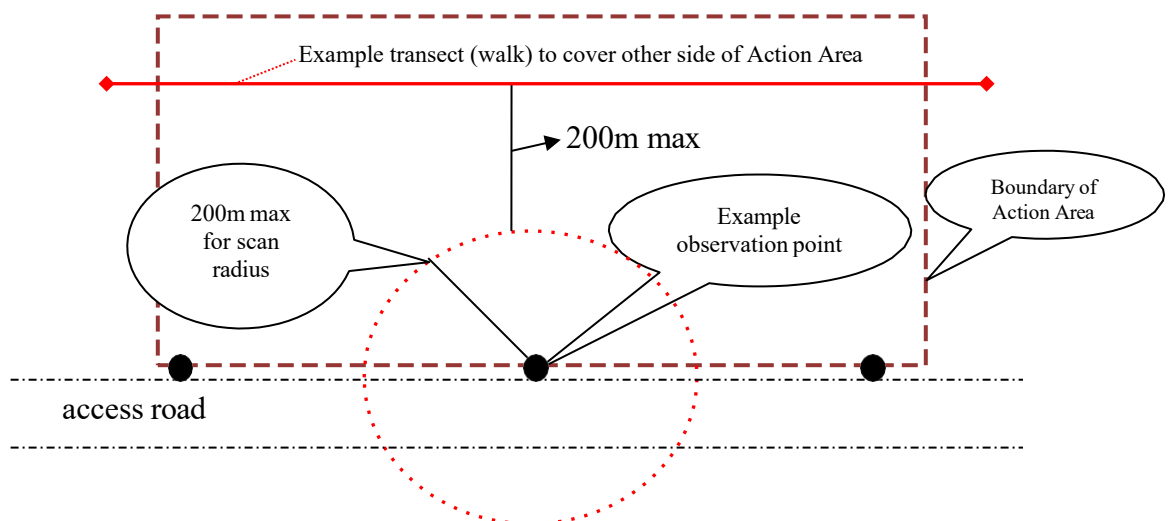 Example transect (walk) to cover other side of Action Area
200m max
200m max
for scan
radius
Example
observation point
Boundary of
Action Area
access road